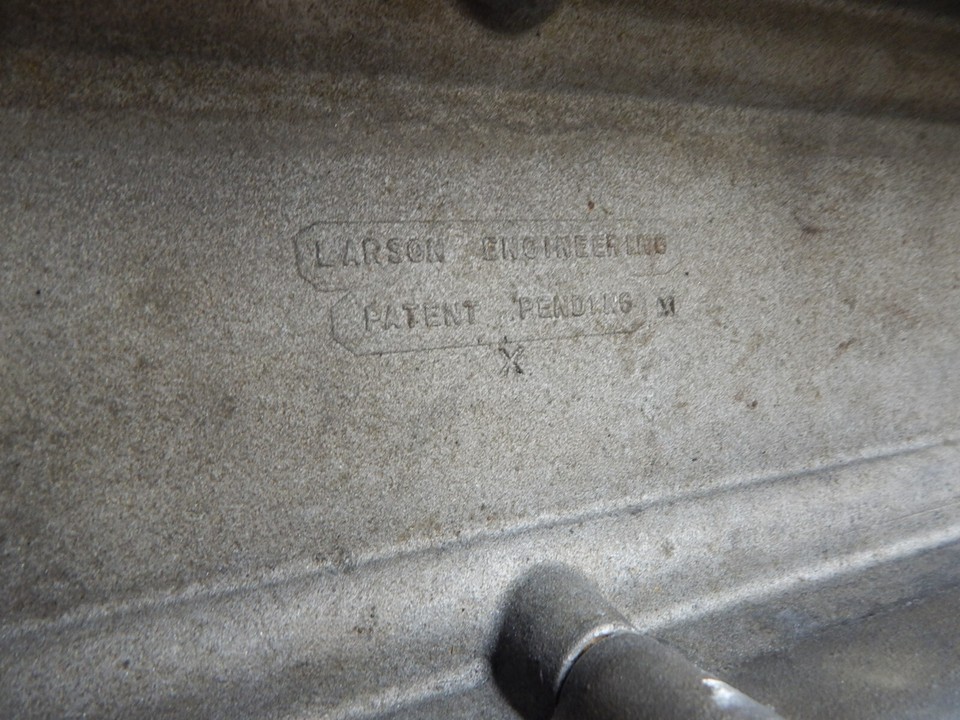 LARSON ENGINEERING
PATENT PENDING M
X